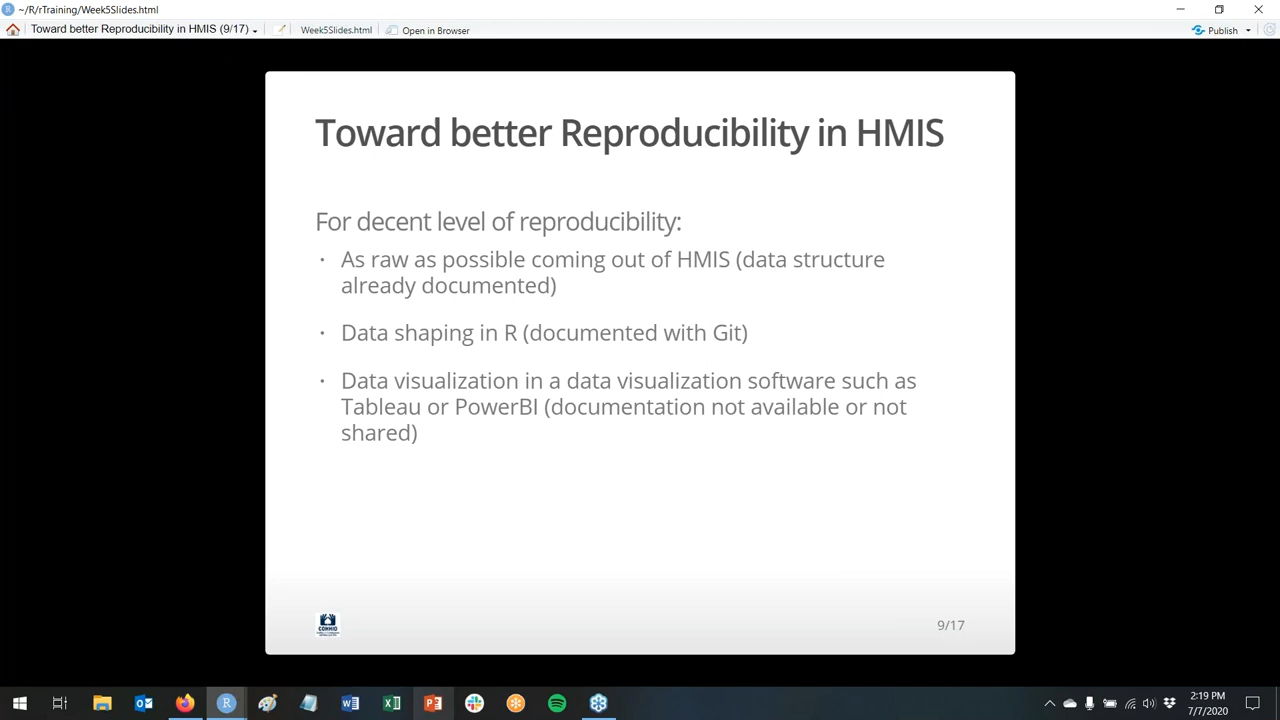 ~/R/rTraining/Week5Slides.html
Toward better Reproducibility in HMIS (9/17)
Week5Slides.html
Open in Browser
Publish
Toward better Reproducibility in HMIS
For decent level of reproducibility:
· As raw as possible coming out of HMIS (data structure
already documented)
· Data shaping in R (documented with Git)
· Data visualization in a data visualization software such as
Tableau or PowerBI (documentation not available or not
shared)
COHHIO
9/17
2:19 PM
7/7/2020